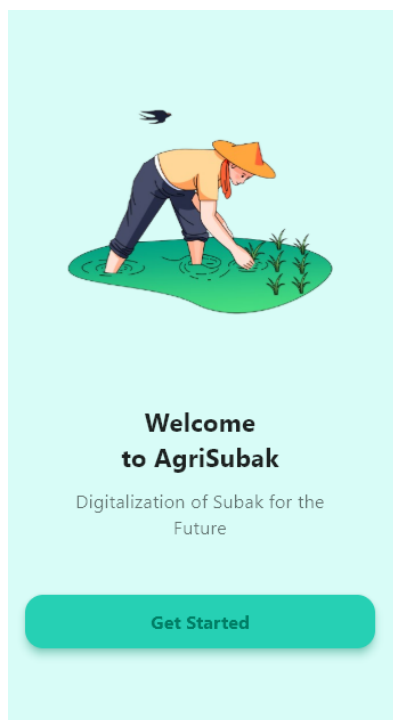 Welcome
to AgriSubak
Digitalization of Subak for the
Future
Get Started